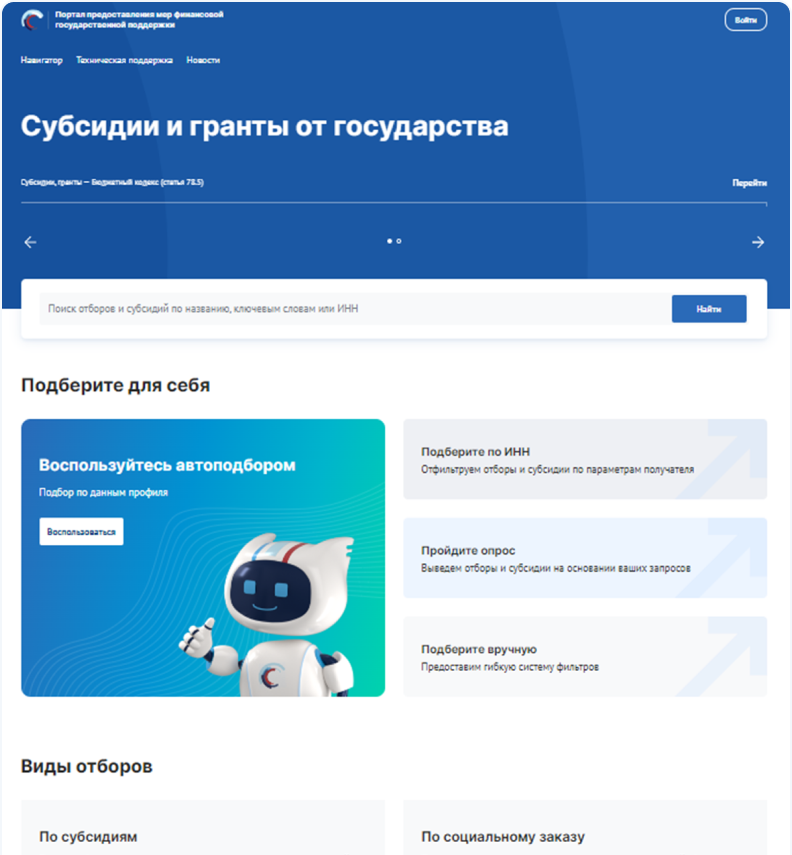 Портал предоставления мер финансовой
государственной поддержки
Войти
Навигатор Техническая поддержка Новости
Субсидии и гранты от государства
Субсидии, гранты — Бюджетный кодекс (статья 78.5)
Перейти
Поиск отборов и субсидий по названию, ключевым словам или ИНН
Найти
Подберите для себя
Воспользуйтесь автоподбором
Подбор по данным профиля
Воспользоваться
Подберите по ИНН
Отфильтруем отборы и субсидии по параметрам получателя
Пройдите опрос
Выведем отборы и субсидии на основании ваших запросов
Подберите вручную
Предоставим гибкую систему фильтров
Виды отборов
По субсидиям
По социальному заказу